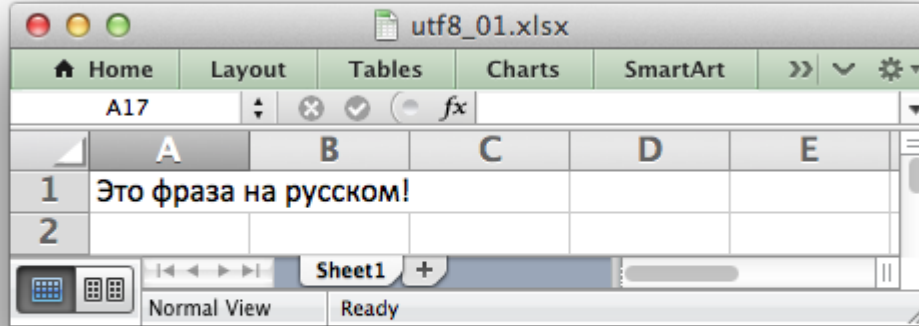 utf8_01.xlsx
Home Layout Tables Charts SmartArt
A17 fx
A B C D E
1 Это фраза на русском!
2
Sheet1
Normal View Ready